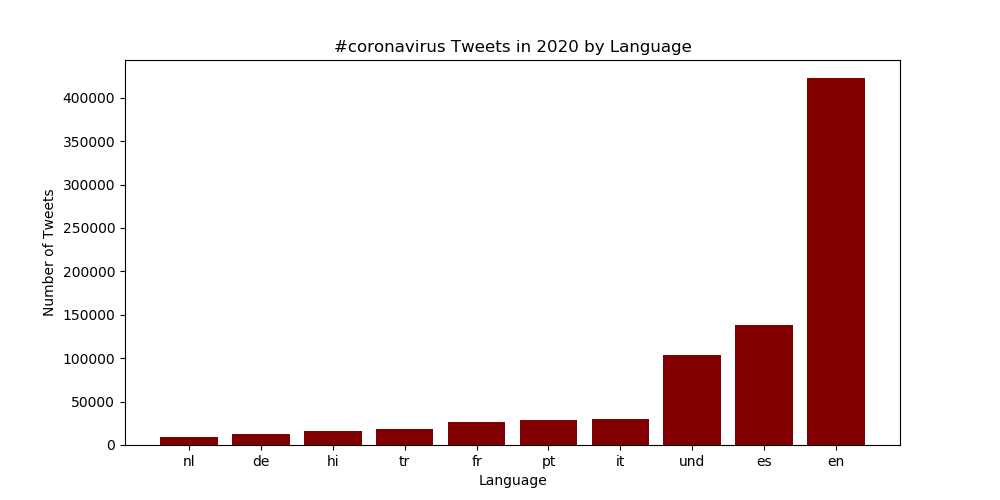 #coronavirus Tweets in 2020 by Language
Number of Tweets
400000
350000
300000
250000
200000
150000
100000
50000
0
nl de hi tr fr pt it und es en
Language